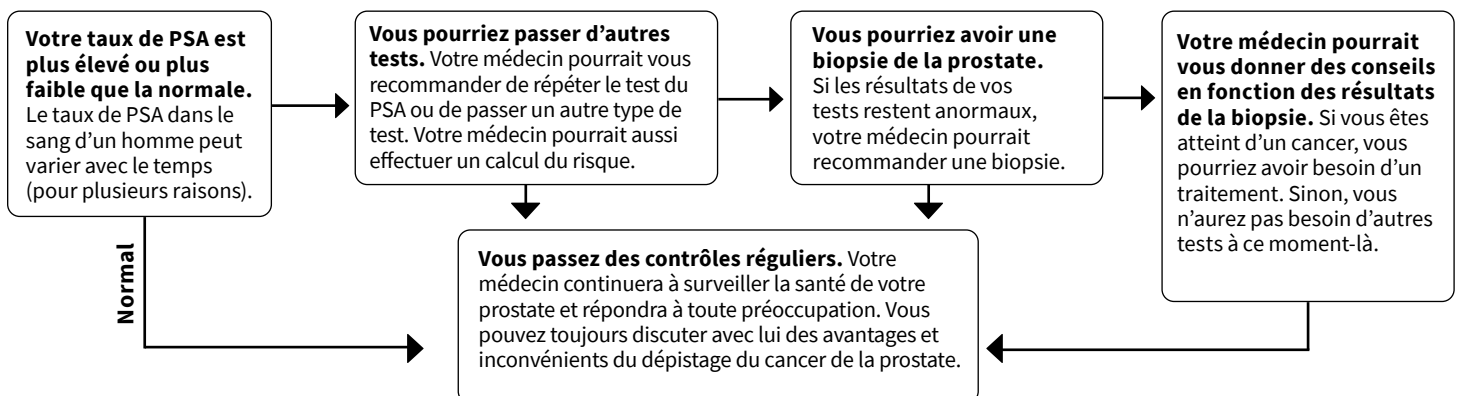 Votre taux de PSA est
plus élevé ou plus
faible que la normale.
Le taux de PSA dans le
sang d’un homme peut
varier avec le temps
(pour plusieurs raisons).
Vous pourriez passer d’autres
tests. Votre médecin pourrait vous
recommander de répéter le test du
PSA ou de passer un autre type de
test. Votre médecin pourrait aussi
effectuer un calcul du risque.
Vous pourriez avoir une
biopsie de la prostate.
Si les résultats de vos
tests restent anormaux,
votre médecin pourrait
recommander une biopsie.
Votre médecin pourrait
vous donner des conseils
en fonction des résultats
de la biopsie. Si vous êtes
atteint d’un cancer, vous
pourriez avoir besoin d’un
traitement. Sinon, vous
n’aurez pas besoin d’autres
tests à ce moment-là.
Normal
Vous passez des contrôles réguliers. Votre
médecin continuera à surveiller la santé de votre
prostate et répondra à toute préoccupation. Vous
pouvez toujours discuter avec lui des avantages et
inconvénients du dépistage du cancer de la prostate.